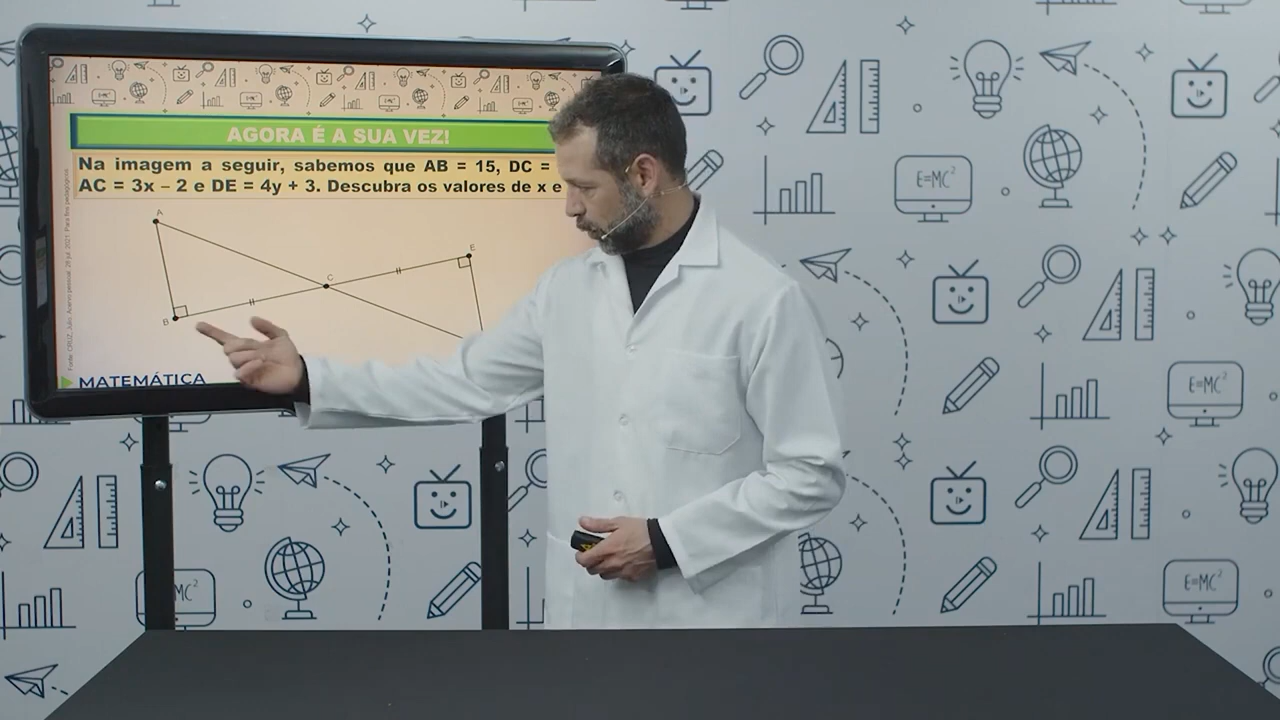 AGORA É A SUA VEZ!
Na imagem a seguir, sabemos que AB = 15, DC =
AC = 3x – 2 e DE = 4y + 3. Descubra os valores de x e
A
E
C
B
MATEMÁTICA
E=MC²
E=MC²
MC²
E=MC²